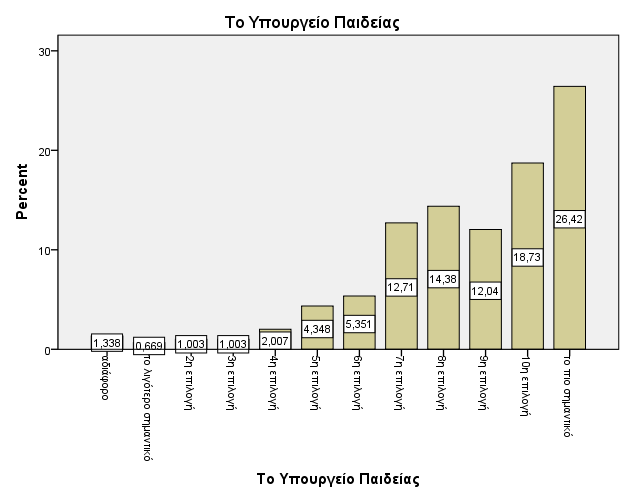 Το Υπουργείο Παιδείας
30
20
10
0
Percent
1,338
0,669
1,003
1,003
2,007
4,348
5,351
12,71
14,38
12,04
18,73
26,42
αδιάφορο
το λιγότερο σημαντικό
2η επιλογή
3η επιλογή
4η επιλογή
5η επιλογή
6η επιλογή
7η επιλογή
8η επιλογή
9η επιλογή
10η επιλογή
το πιο σημαντικό
Το Υπουργείο Παιδείας